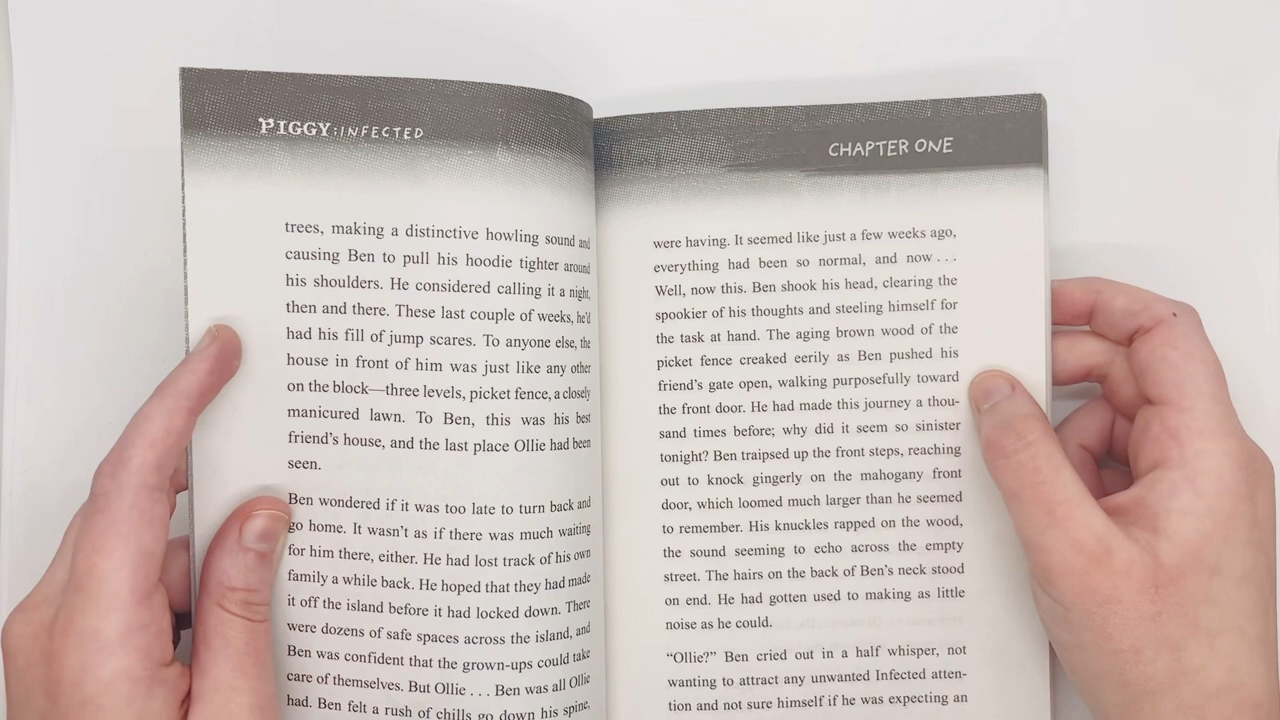 PIGGY: INFECTED
trees, making a distinctive howling sound and
causing Ben to pull his hoodie tighter around
his shoulders. He considered calling it a night,
then and there. These last couple of weeks, he'd
had his fill of jump scares. To anyone else, the
house in front of him was just like any other
on the block—three levels, picket fence, a closely
manicured lawn. To Ben, this was his best
friend's house, and the last place Ollie had been
seen.
Ben wondered if it was too late to turn back and
go home. It wasn't as if there was much waiting
for him there, either. He had lost track of his own
family a while back. He hoped that they had made
it off the island before it had locked down. There
were dozens of safe spaces across the island, and
Ben was confident that the grown-ups could take
care of themselves. But Ollie . . . Ben was all Ollie
had. Ben felt a rush of chills go down his spine,
CHAPTER ONE
were having. It seemed like just a few weeks ago,
everything had been so normal, and now . . .
Well, now this. Ben shook his head, clearing the
spookier of his thoughts and steeling himself for
the task at hand. The aging brown wood of the
picket fence creaked eerily as Ben pushed his
friend's gate open, walking purposefully toward
the front door. He had made this journey a thou-
sand times before; why did it seem so sinister
tonight? Ben traipsed up the front steps, reaching
out to knock gingerly on the mahogany front
door, which loomed much larger than he seemed
to remember. His knuckles rapped on the wood,
the sound seeming to echo across the empty
street. The hairs on the back of Ben's neck stood
on end. He had gotten used to making as little
noise as he could.
"Ollie?" Ben cried out in a half whisper, not
wanting to attract any unwanted Infected atten-
tion and not sure himself if he was expecting an